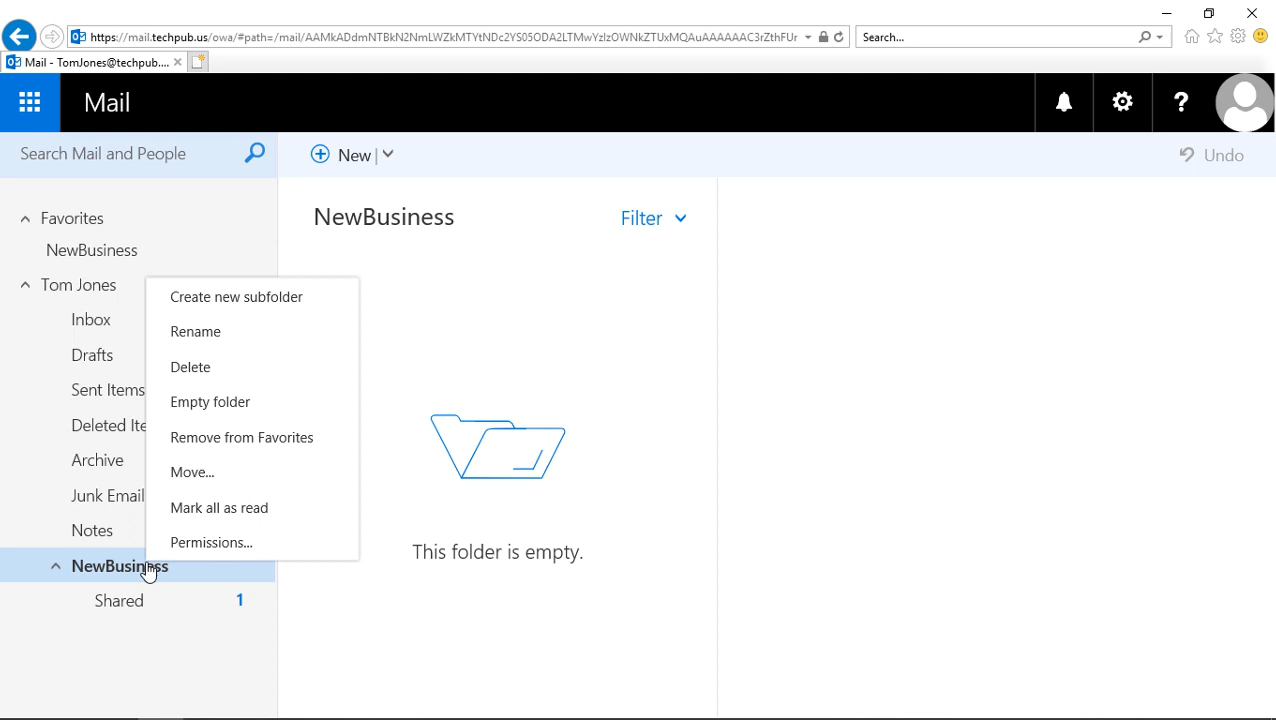 https://mail.techpub.us/owa/#path=/mail/
Search...
Mail - TomJones@techpub....
Mail
?
Search Mail and People
New
Undo
Favorites
NewBusiness
Filter
NewBusiness
Tom Jones
Create new subfolder
Inbox
Rename
Drafts
Delete
Sent Items
Empty folder
Deleted Ite
Remove from Favorites
Archive
Move...
Junk Email
Mark all as read
Notes
Permissions...
This folder is empty.
NewBusiness
Shared 1